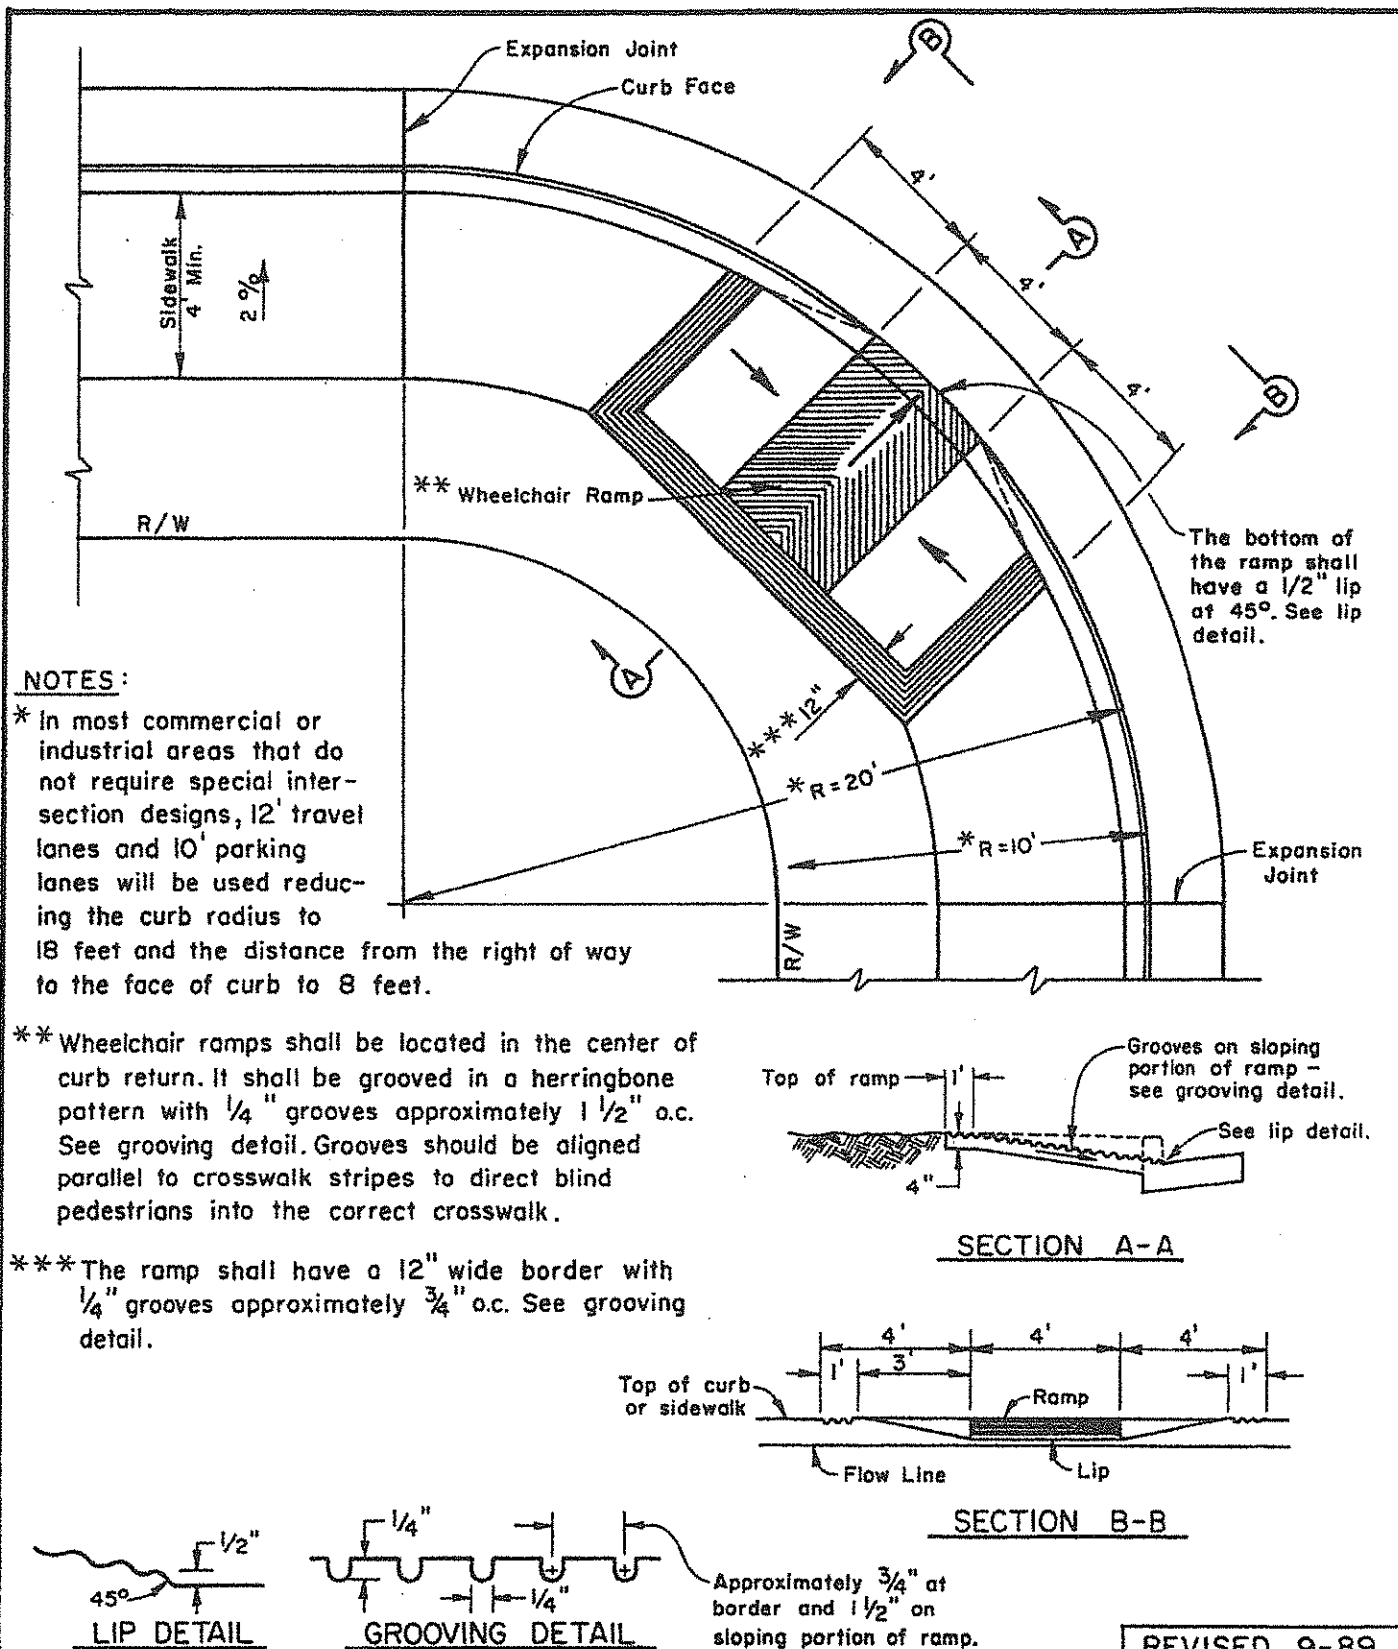 Expansion Joint
Curb Face
B
4'
A
4'
B
4'
Sidewalk
4' Min.
2%
** Wheelchair Ramp
R/W
The bottom of
the ramp shall
have a 1/2" lip
at 45°. See lip
detail.
A
*** 12"
* R=20'
* R=10'
Expansion
Joint
R/W
NOTES:
* In most commercial or
industrial areas that do
not require special inter-
section designs, 12' travel
lanes and 10' parking
lanes will be used reduc-
ing the curb radius to
18 feet and the distance from the right of way
to the face of curb to 8 feet.
** Wheelchair ramps shall be located in the center of
curb return. It shall be grooved in a herringbone
pattern with 1/4" grooves approximately 1 1/2" o.c.
See grooving detail. Grooves should be aligned
parallel to crosswalk stripes to direct blind
pedestrians into the correct crosswalk.
*** The ramp shall have a 12" wide border with
1/4" grooves approximately 3/4" o.c. See grooving
detail.
Top of ramp
1'
Grooves on sloping
portion of ramp -
see grooving detail.
See lip detail.
4"
SECTION A-A
4' 4' 4'
1' 3' 1'
Top of curb
or sidewalk
Ramp
Flow Line
Lip
SECTION B-B
1/2"
45°
LIP DETAIL
1/4"
1/4"
GROOVING DETAIL
Approximately 3/4" at
border and 1 1/2" on
sloping portion of ramp.
REVISED 9-89